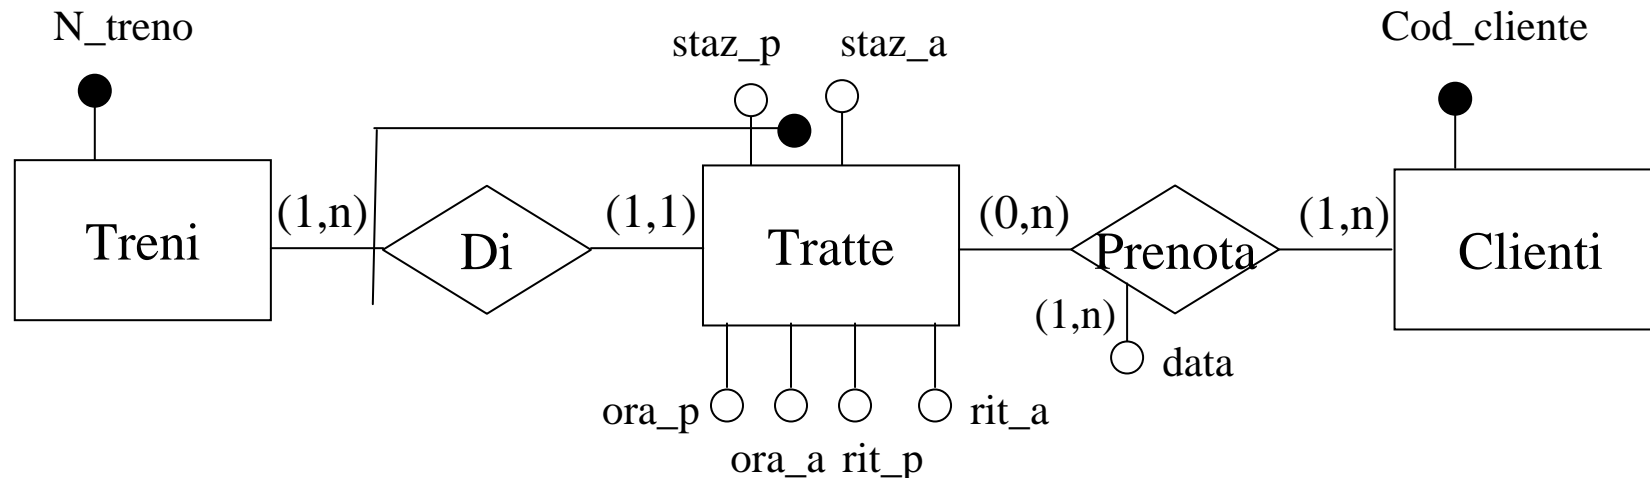 N_treno
Cod_cliente
staz_p staz_a
(1,n) (1,1) (0,n) (1,n)
Treni Di Tratte Prenota Clienti
(1,n)
data
ora_p rit_a
ora_a rit_p